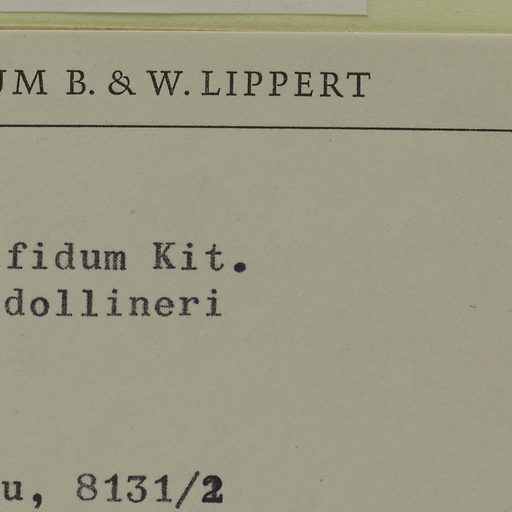 UM B. & W. LIPPERT
fidum Kit.
dollineri
u, 8131/2